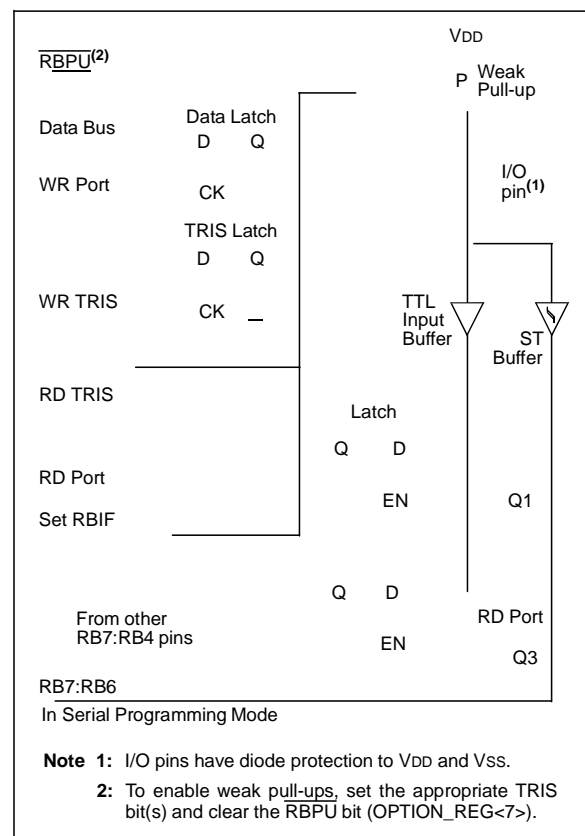 VDD
RBPU(2)
P Weak
Pull-up
Data Bus
Data Latch
D Q
WR Port
CK
I/O
pin(1)
TRIS Latch
D Q
WR TRIS
CK
TTL
Input
Buffer
ST
Buffer
RD TRIS
Latch
Q D
RD Port
EN
Q1
Set RBIF
Q D
From other
RB7:RB4 pins
RD Port
EN
Q3
RB7:RB6
In Serial Programming Mode
Note 1: I/O pins have diode protection to VDD and VSS.
2: To enable weak pull-ups, set the appropriate TRIS
bit(s) and clear the RBPU bit (OPTION_REG<7>).